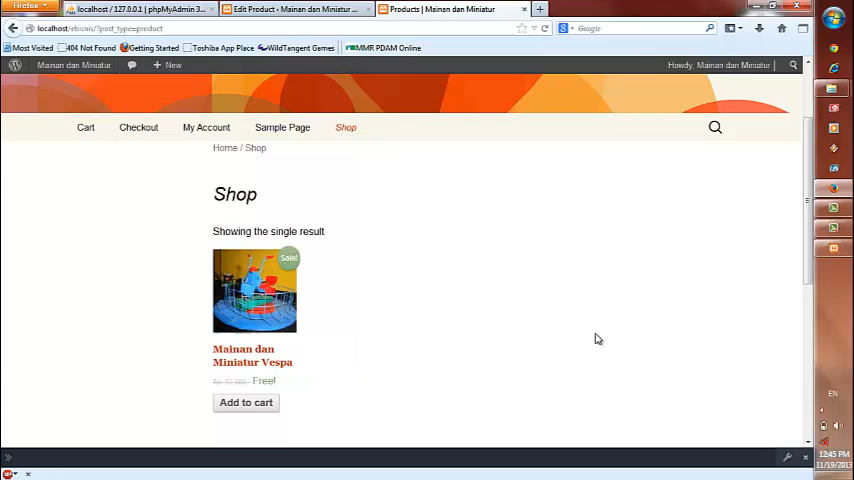 Firefox
localhost / 127.0.0.1 | phpMyAdmin 3...
Edit Product ‹ Mainan dan Miniatur ...
Products | Mainan dan Miniatur
localhost/ebisnis/?post_type=product
Google
Most Visited
404 Not Found
Getting Started
Toshiba App Place
WildTangent Games
MMR PDAM Online
Mainan dan Miniatur
+ New
Howdy, Mainan dan Miniatur
Cart
Checkout
My Account
Sample Page
Shop
Home / Shop
Shop
Showing the single result
Sale!
Mainan dan
Miniatur Vespa
Free!
Add to cart
EN
12:45 PM
11/19/2013